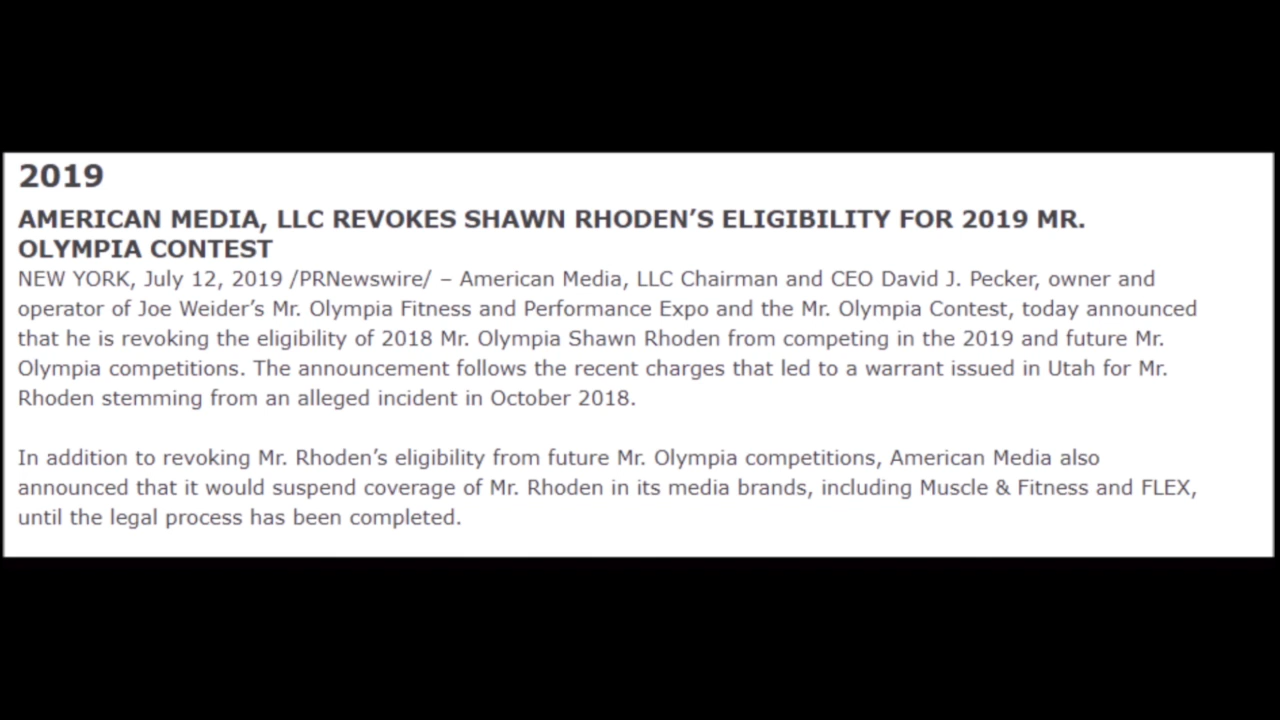 2019
AMERICAN MEDIA, LLC REVOKES SHAWN RHODEN’S ELIGIBILITY FOR 2019 MR.
OLYMPIA CONTEST
NEW YORK, July 12, 2019 /PRNewswire/ – American Media, LLC Chairman and CEO David J. Pecker, owner and
operator of Joe Weider’s Mr. Olympia Fitness and Performance Expo and the Mr. Olympia Contest, today announced
that he is revoking the eligibility of 2018 Mr. Olympia Shawn Rhoden from competing in the 2019 and future Mr.
Olympia competitions. The announcement follows the recent charges that led to a warrant issued in Utah for Mr.
Rhoden stemming from an alleged incident in October 2018.
In addition to revoking Mr. Rhoden’s eligibility from future Mr. Olympia competitions, American Media also
announced that it would suspend coverage of Mr. Rhoden in its media brands, including Muscle & Fitness and FLEX,
until the legal process has been completed.